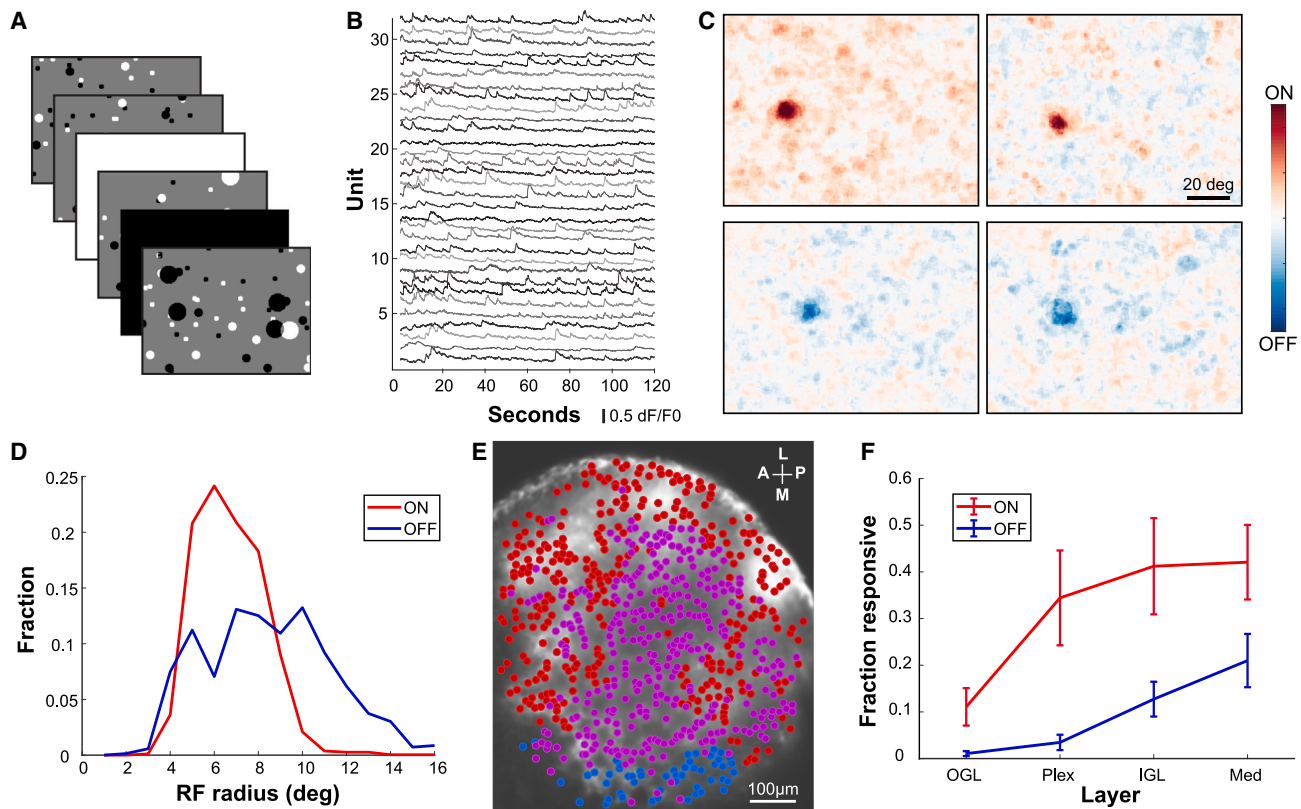 A
B
Unit
30
25
20
15
10
5
0 20 40 60 80 100 120
Seconds
0.5 dF/F0
C
20 deg
ON
OFF
D
Fraction
0.25
0.2
0.15
0.1
0.05
0
0 2 4 6 8 10 12 14 16
RF radius (deg)
ON
OFF
E
L
A P
M
100µm
F
Fraction responsive
0.6
0.5
0.4
0.3
0.2
0.1
0
ON
OFF
OGL Plex IGL Med
Layer